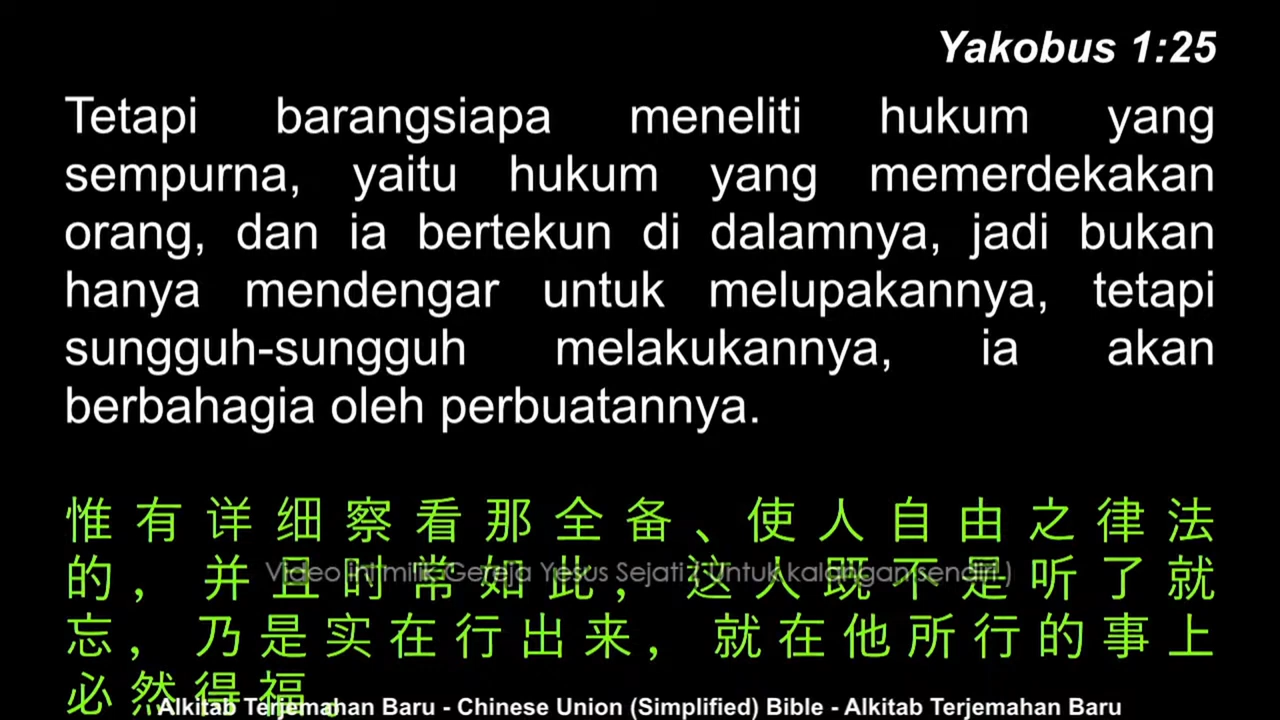 Yakobus 1:25
Tetapi barangsiapa meneliti hukum yang
sempurna, yaitu hukum yang memerdekakan
orang, dan ia bertekun di dalamnya, jadi bukan
hanya mendengar untuk melupakannya, tetapi
sungguh-sungguh melakukannya, ia akan
berbahagia oleh perbuatannya.
惟有详细察看那全备、使人自由之律法
的，并且时常如此，这人既不是听了就
Video ini milik Gereja Yesus Sejati ( Untuk kalangan sendiri )
忘，乃是实在行出来，就在他所行的事上
必然得福。
Alkitab Terjemahan Baru - Chinese Union (Simplified) Bible - Alkitab Terjemahan Baru